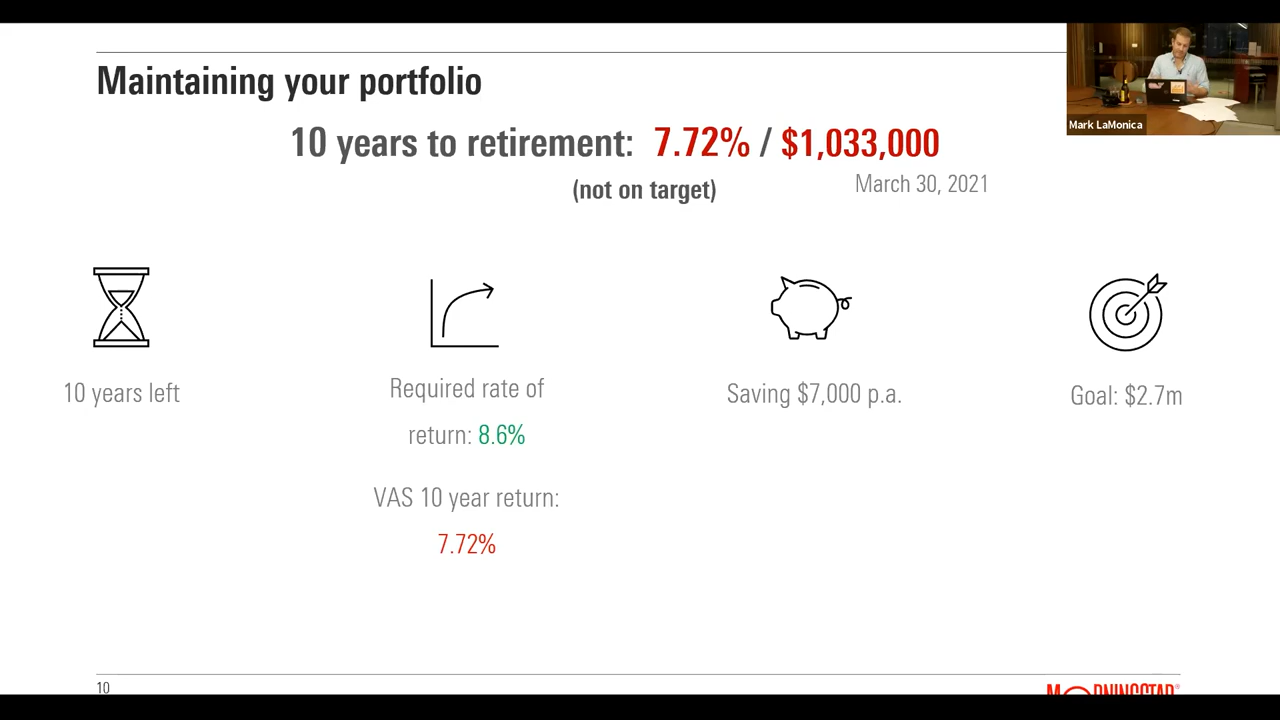 Maintaining your portfolio
Mark LaMonica
10 years to retirement: 7.72% / $1,033,000
(not on target)
March 30, 2021
10 years left
Required rate of
return: 8.6%
Saving $7,000 p.a.
Goal: $2.7m
VAS 10 year return:
7.72%
10
MORNINGSTAR®